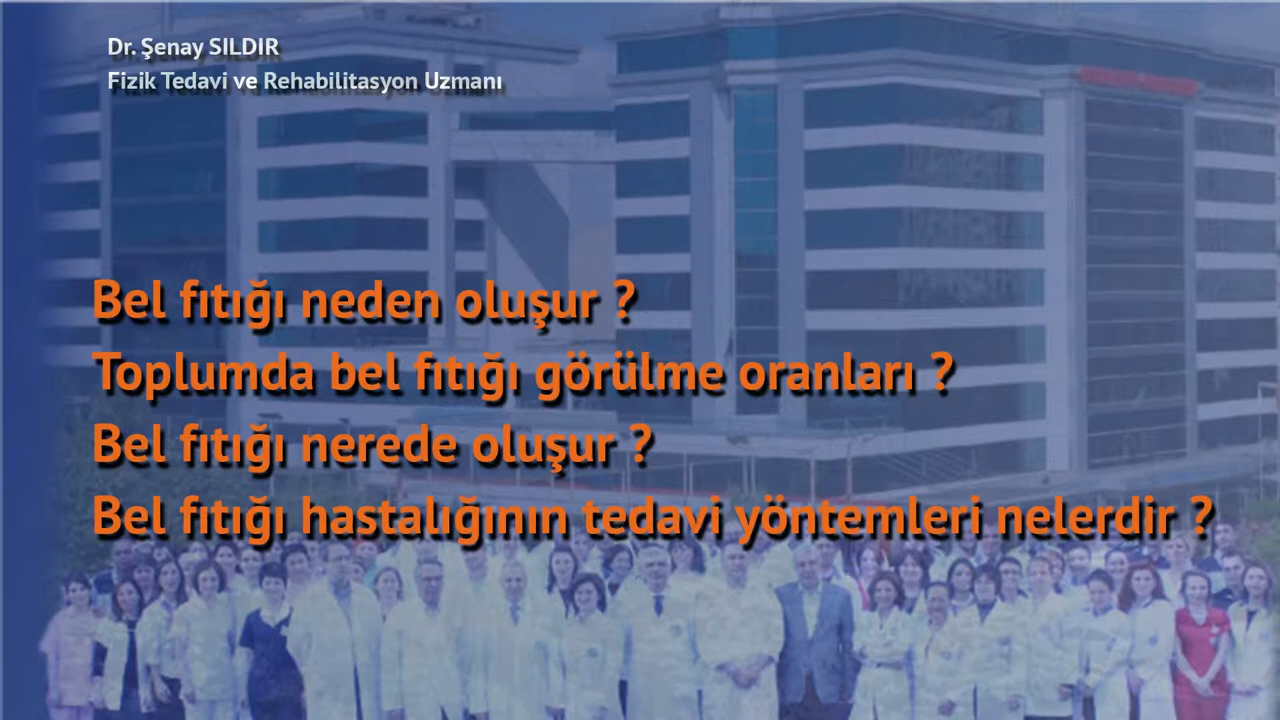 Dr. Şenay SILDIR
Fizik Tedavi ve Rehabilitasyon Uzmanı
Bel fıtığı neden oluşur ?
Toplumda bel fıtığı görülme oranları ?
Bel fıtığı nerede oluşur ?
Bel fıtığı hastalığının tedavi yöntemleri nelerdir ?